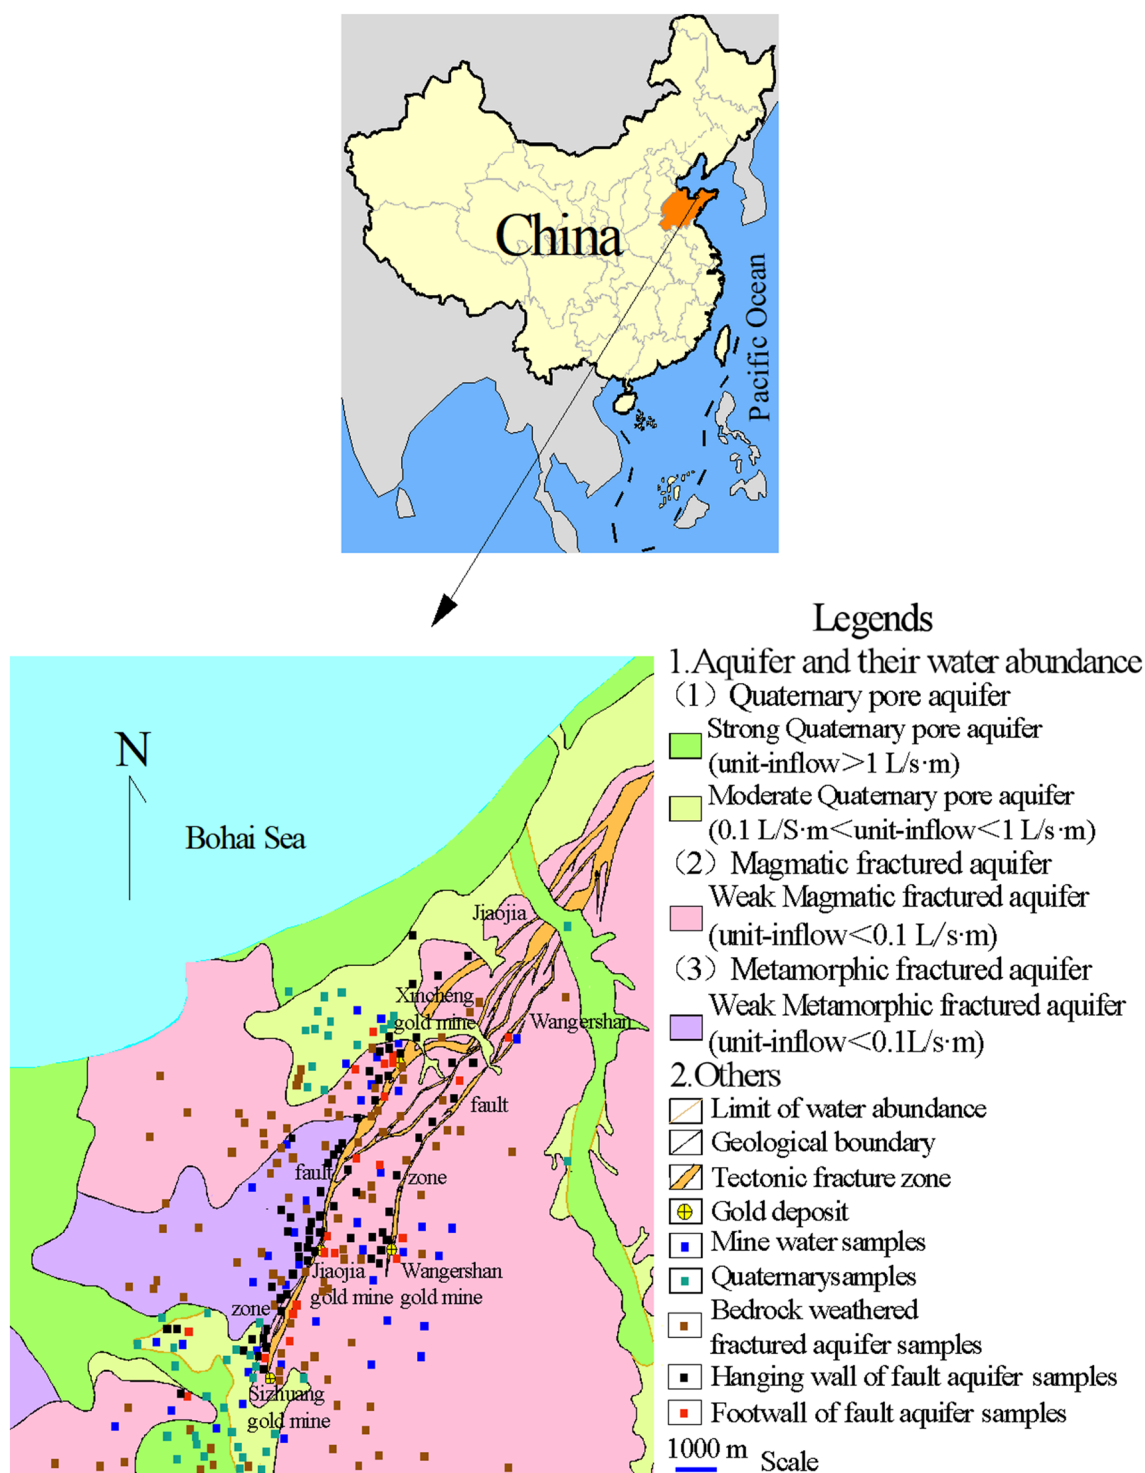 China
Pacific Ocean
N
Bohai Sea
Jiaojia
Xincheng
gold mine
Wangershan
fault
fault
zone
Jiaojia
gold mine
Wangershan
gold mine
zone
Sizhuang
gold mine
Legends
1.Aquifer and their water abundance
(1) Quaternary pore aquifer
Strong Quaternary pore aquifer
(unit-inflow>1 L/s·m)
Moderate Quaternary pore aquifer
(0.1 L/S·m<unit-inflow<1 L/s·m)
(2) Magmatic fractured aquifer
Weak Magmatic fractured aquifer
(unit-inflow<0.1 L/s·m)
(3) Metamorphic fractured aquifer
Weak Metamorphic fractured aquifer
(unit-inflow<0.1L/s·m)
2.Others
Limit of water abundance
Geological boundary
Tectonic fracture zone
Gold deposit
Mine water samples
Quaternarysamples
Bedrock weathered
fractured aquifer samples
Hanging wall of fault aquifer samples
Footwall of fault aquifer samples
1000 m Scale